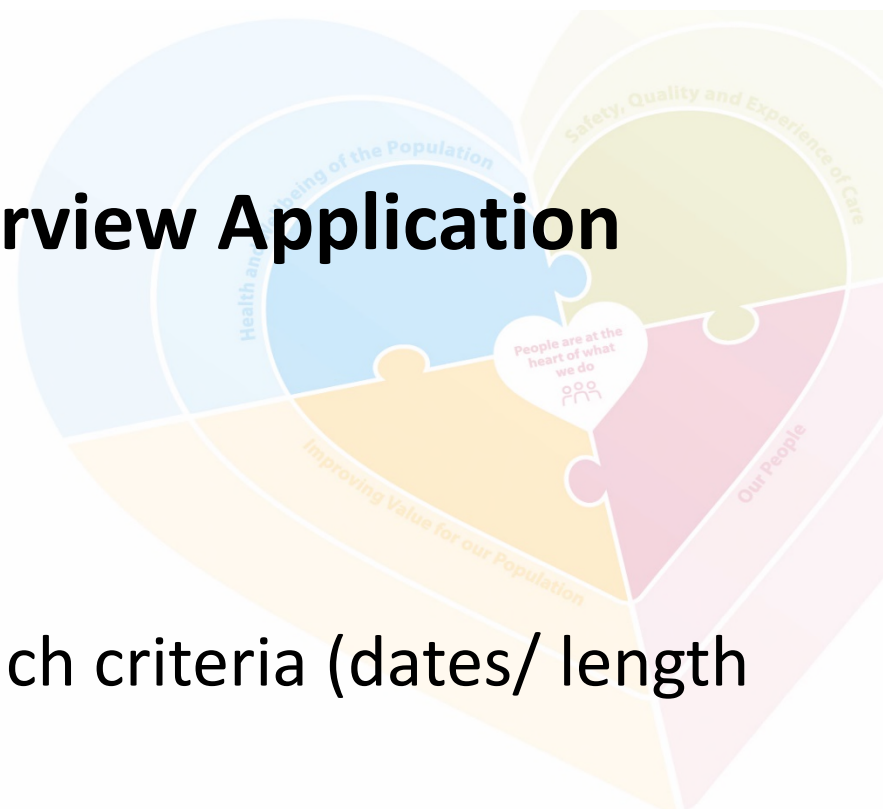 Safety, Quality and Experience of Care
Health and Wellbeing of the Population
rview Application
People are at the
heart of what
we do
Improving Value for our Population
Our People
ch criteria (dates/ length